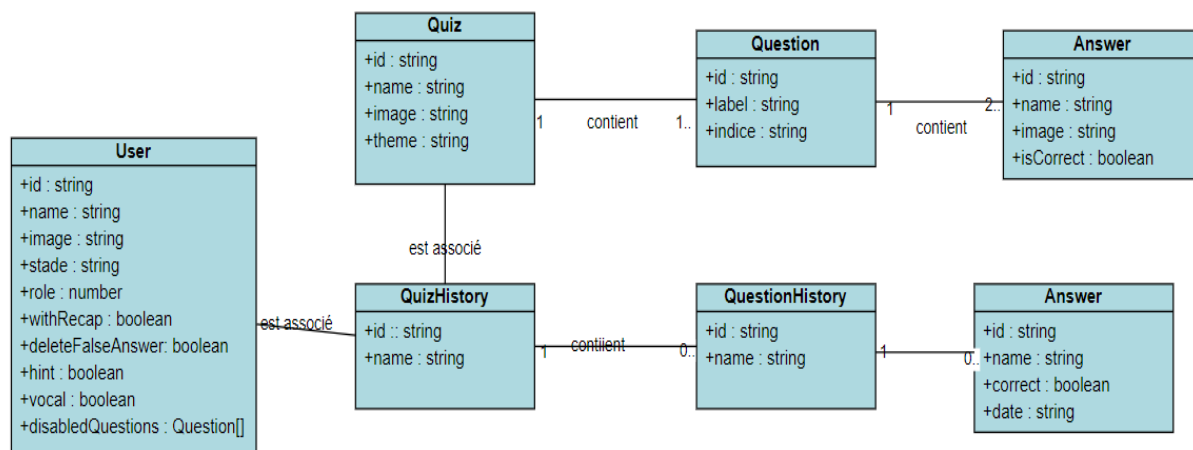 Quiz
+id : string
+name : string
+image : string
+theme : string
Question
+id : string
+label : string
+indice : string
Answer
+id : string
+name : string
+image : string
+isCorrect : boolean
1
contient
1..
1
contient
2..
User
+id : string
+name : string
+image : string
+stade : string
+role : number
+withRecap : boolean
+deleteFalseAnswer: boolean
+hint : boolean
+vocal : boolean
+disabledQuestions : Question[]
est associé
est associé
QuizHistory
+id :: string
+name : string
1
contiient
0..
QuestionHistory
+id : string
+name : string
1
0..
Answer
+id : string
+name : string
+correct : boolean
+date : string